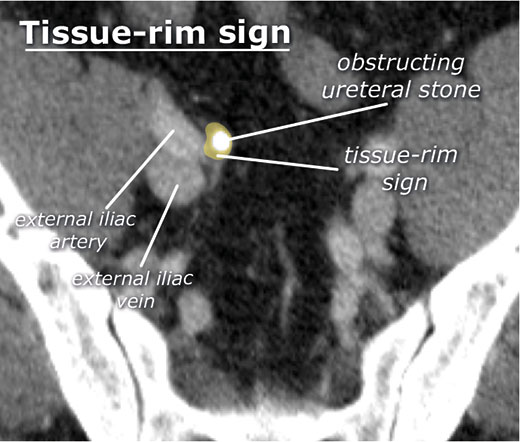 Tissue-rim sign
obstructing
ureteral stone
tissue-rim
sign
external iliac
artery
external iliac
vein